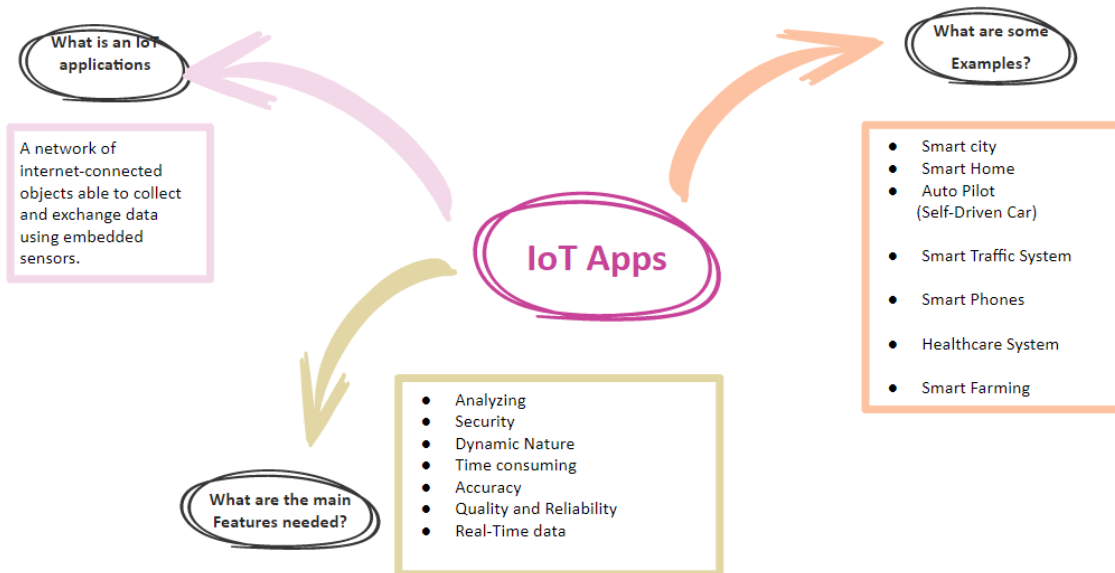 What is an IoT
applications
A network of
internet-connected
objects able to collect
and exchange data
using embedded
sensors.
IoT Apps
What are some
Examples?
● Smart city
● Smart Home
● Auto Pilot
(Self-Driven Car)
● Smart Traffic System
● Smart Phones
● Healthcare System
● Smart Farming
What are the main
Features needed?
● Analyzing
● Security
● Dynamic Nature
● Time consuming
● Accuracy
● Quality and Reliability
● Real-Time data